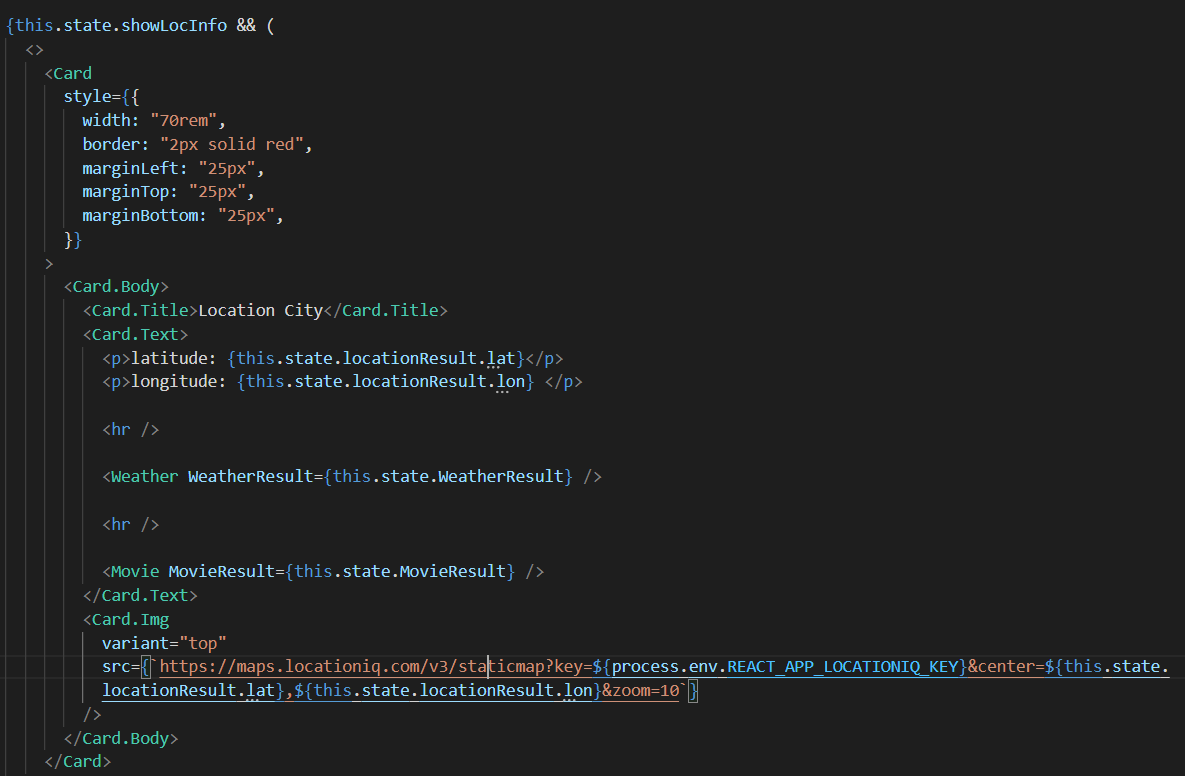 {this.state.showLocInfo && (
<>
<Card
style={{
width: "70rem",
border: "2px solid red",
marginLeft: "25px",
marginTop: "25px",
marginBottom: "25px",
}}
>
<Card.Body>
<Card.Title>Location City</Card.Title>
<Card.Text>
<p>latitude: {this.state.locationResult.lat}</p>
<p>longitude: {this.state.locationResult.lon} </p>
<hr />
<Weather WeatherResult={this.state.WeatherResult} />
<hr />
<Movie MovieResult={this.state.MovieResult} />
</Card.Text>
<Card.Img
variant="top"
src={`https://maps.locationiq.com/v3/staticmap?key=${process.env.REACT_APP_LOCATIONIQ_KEY}&center=${this.state.
locationResult.lat},${this.state.locationResult.lon}&zoom=10`}
/>
</Card.Body>
</Card>